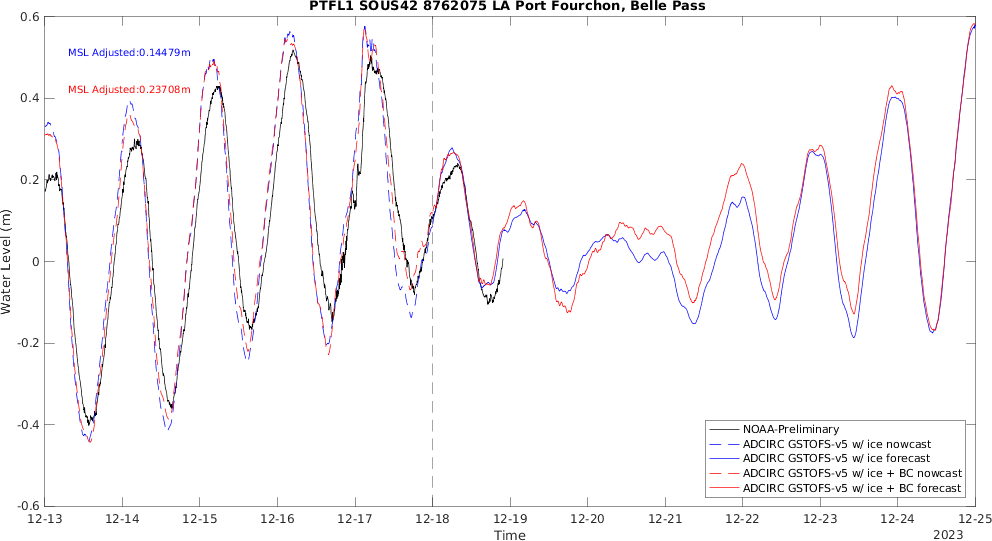 PTFL1 SOUS42 8762075 LA Port Fourchon, Belle Pass
MSL Adjusted:0.14479m
MSL Adjusted:0.23708m
Water Level (m)
0.6
0.4
0.2
0
-0.2
-0.4
-0.6
NOAA-Preliminary
ADCIRC GSTOFS-v5 w/ ice nowcast
ADCIRC GSTOFS-v5 w/ ice forecast
ADCIRC GSTOFS-v5 w/ ice + BC nowcast
ADCIRC GSTOFS-v5 w/ ice + BC forecast
12-13 12-14 12-15 12-16 12-17 12-18 12-19 12-20 12-21 12-22 12-23 12-24 12-25
Time
2023